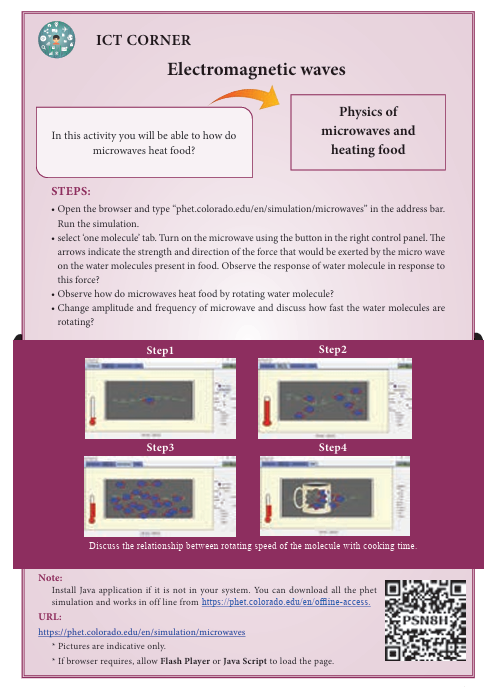 ICT CORNER
Electromagnetic waves
In this activity you will be able to how do
microwaves heat food?
Physics of
microwaves and
heating food
STEPS:
• Open the browser and type “phet.colorado.edu/en/simulation/microwaves” in the address bar.
Run the simulation.
• select ‘one molecule’ tab. Turn on the microwave using the button in the right control panel. The
arrows indicate the strength and direction of the force that would be exerted by the micro wave
on the water molecules present in food. Observe the response of water molecule in response to
this force?
• Observe how do microwaves heat food by rotating water molecule?
• Change amplitude and frequency of microwave and discuss how fast the water molecules are
rotating?
Step1
Step2
Step3
Step4
Discuss the relationship between rotating speed of the molecule with cooking time.
Note:
Install Java application if it is not in your system. You can download all the phet
simulation and works in off line from https://phet.colorado.edu/en/offline-access.
URL:
https://phet.colorado.edu/en/simulation/microwaves
* Pictures are indicative only.
* If browser requires, allow Flash Player or Java Script to load the page.
PSN8H